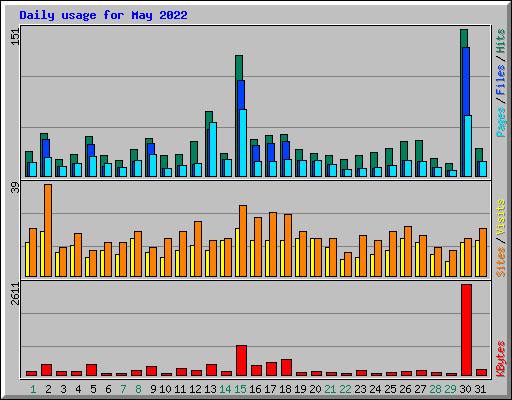 Daily usage for May 2022
151
Pages / Files / Hits
39
Sites / Visits
2611
KBytes
1 2 3 4 5 6 7 8 9 10 11 12 13 14 15 16 17 18 19 20 21 22 23 24 25 26 27 28 29 30 31